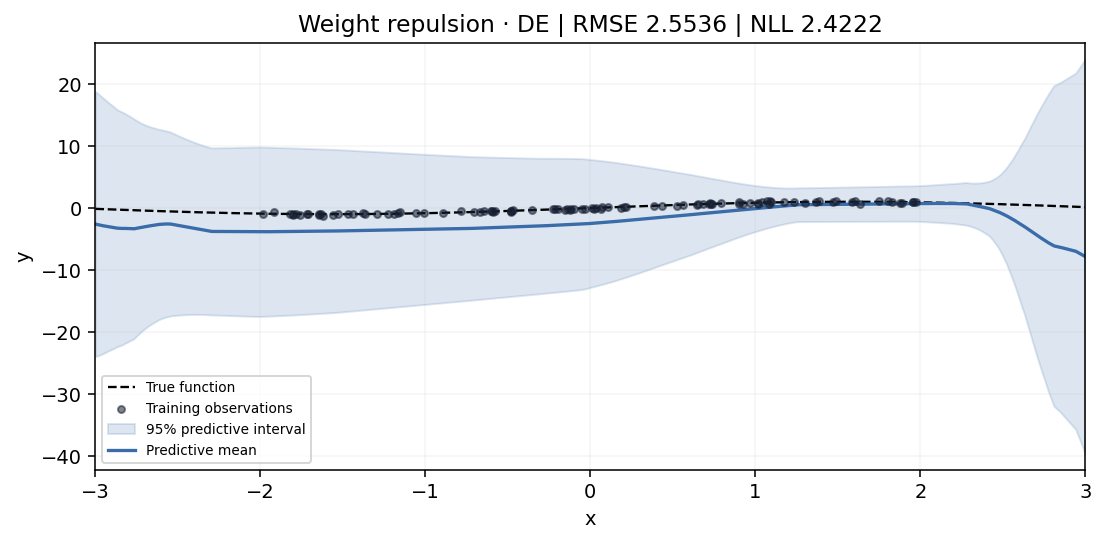 Weight repulsion · DE | RMSE 2.5536 | NLL 2.4222
20
10
0
−10
−20
−30
−40
y
True function
Training observations
95% predictive interval
Predictive mean
−3
−2
−1
0
1
2
3
x